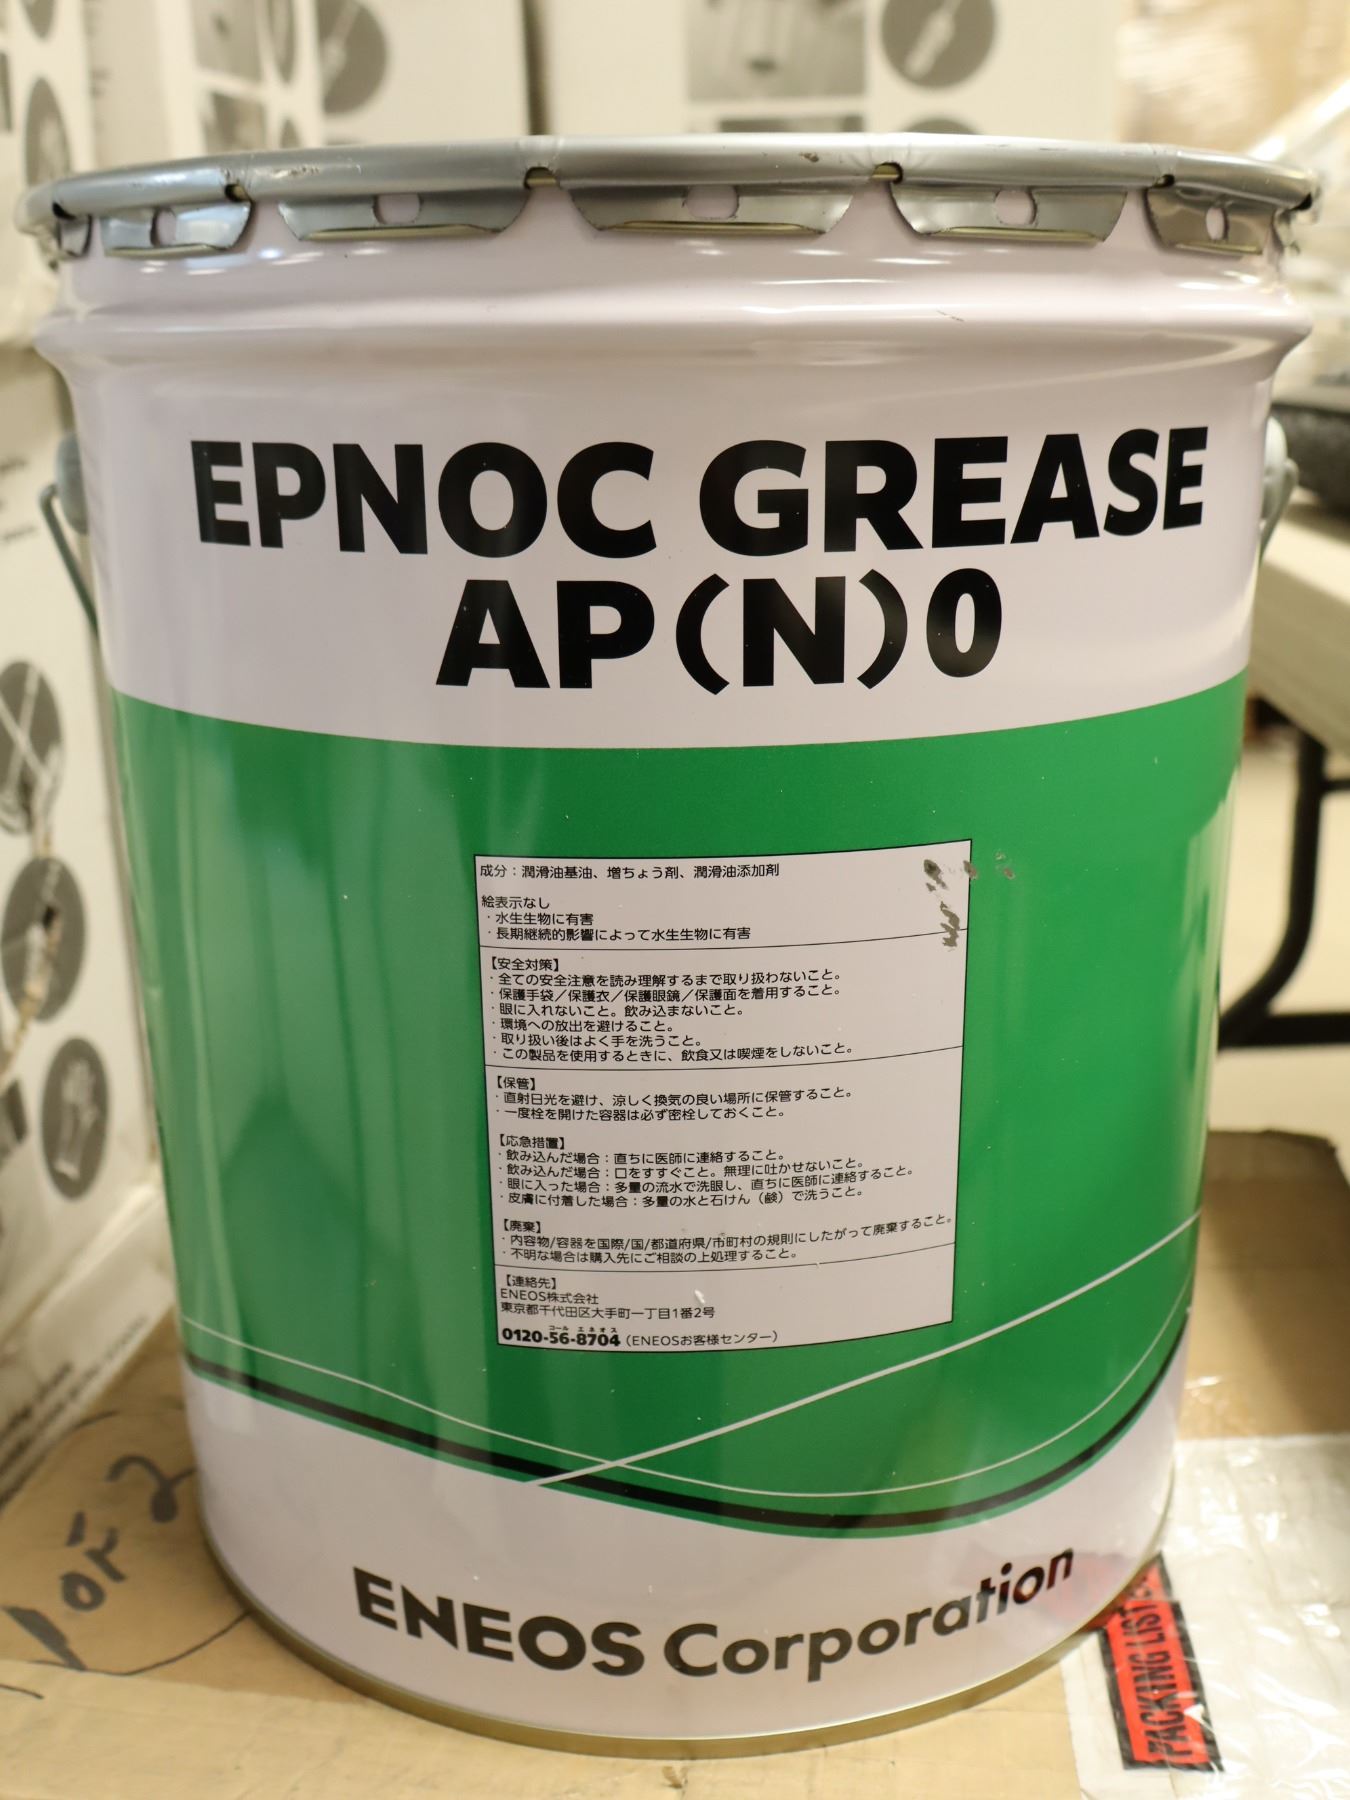 EPNOC GREASE
AP(N)0
成分：潤滑油基油、増ちょう剤、潤滑油添加剤
絵表示なし
・水生生物に有害
・長期継続的影響によって水生生物に有害
【安全対策】
・全ての安全注意を読み理解するまで取り扱わないこと。
・保護手袋／保護衣／保護眼鏡／保護面を着用すること。
・眼に入れないこと。飲み込まないこと。
・環境への放出を避けること。
・取り扱い後はよく手を洗うこと。
・この製品を使用するときに、飲食又は喫煙をしないこと。
【保管】
・直射日光を避け、涼しく換気の良い場所に保管すること。
・一度栓を開けた容器は必ず密栓しておくこと。
【応急措置】
・飲み込んだ場合：直ちに医師に連絡すること。
・飲み込んだ場合：口をすすぐこと。無理に吐かせないこと。
・眼に入った場合：多量の流水で洗眼し、直ちに医師に連絡すること。
・皮膚に付着した場合：多量の水と石けん（鹸）で洗うこと。
【廃棄】
・内容物/容器を国際/国/都道府県/市町村の規則にしたがって廃棄すること。
・不明な場合は購入先にご相談の上処理すること。
【連絡先】
ENEOS株式会社
東京都千代田区大手町一丁目1番2号
コール エネオス
0120-56-8704（ENEOSお客様センター）
ENEOS Corporation
1 OF 2
PACKING LIST